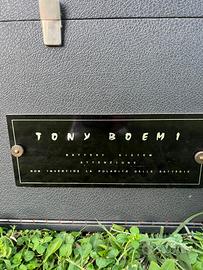 TONY BOEMI
BATTERY SYSTEM
ATTENZIONE
NON INVERTIRE LA POLARITÀ DELLE BATTERIE